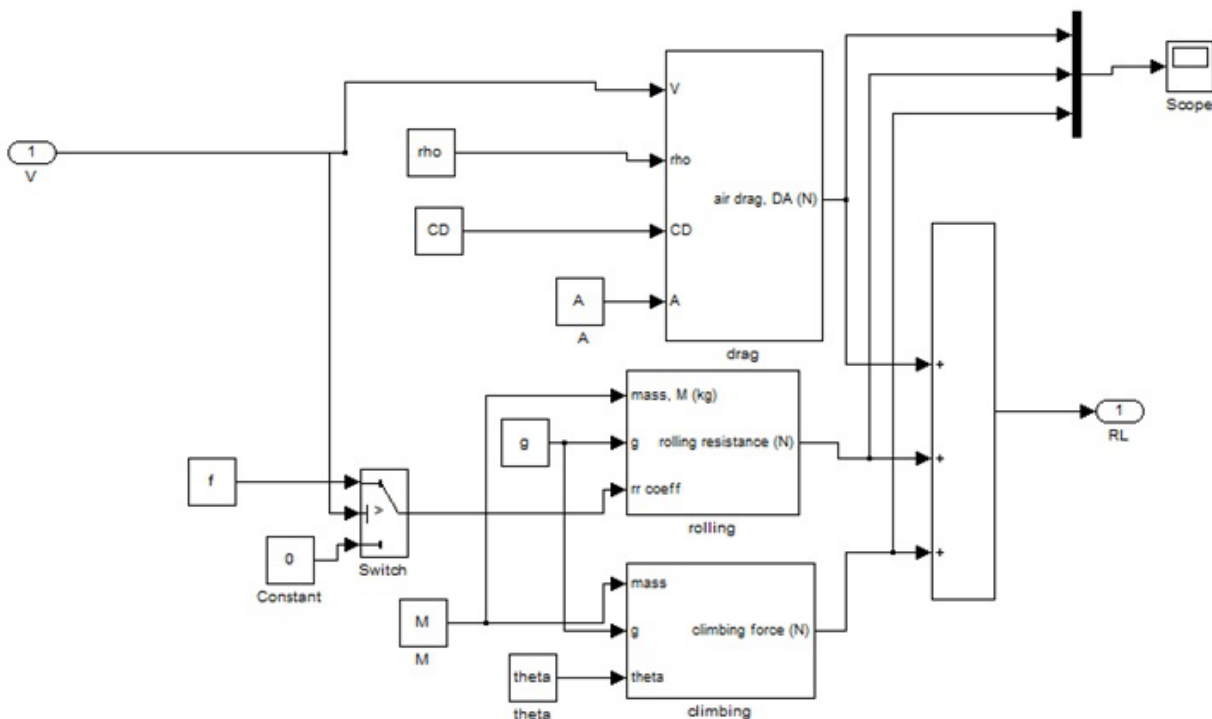 V
Scope
1
V
rho
rho
air drag, DA (N)
CD
CD
A
A
A
drag
+
mass, M (kg)
g
g
rolling resistance (N)
1
RL
+
f
rr coeff
>
rolling
0
Switch
Constant
mass
+
M
g
climbing force (N)
M
theta
theta
theta
climbing